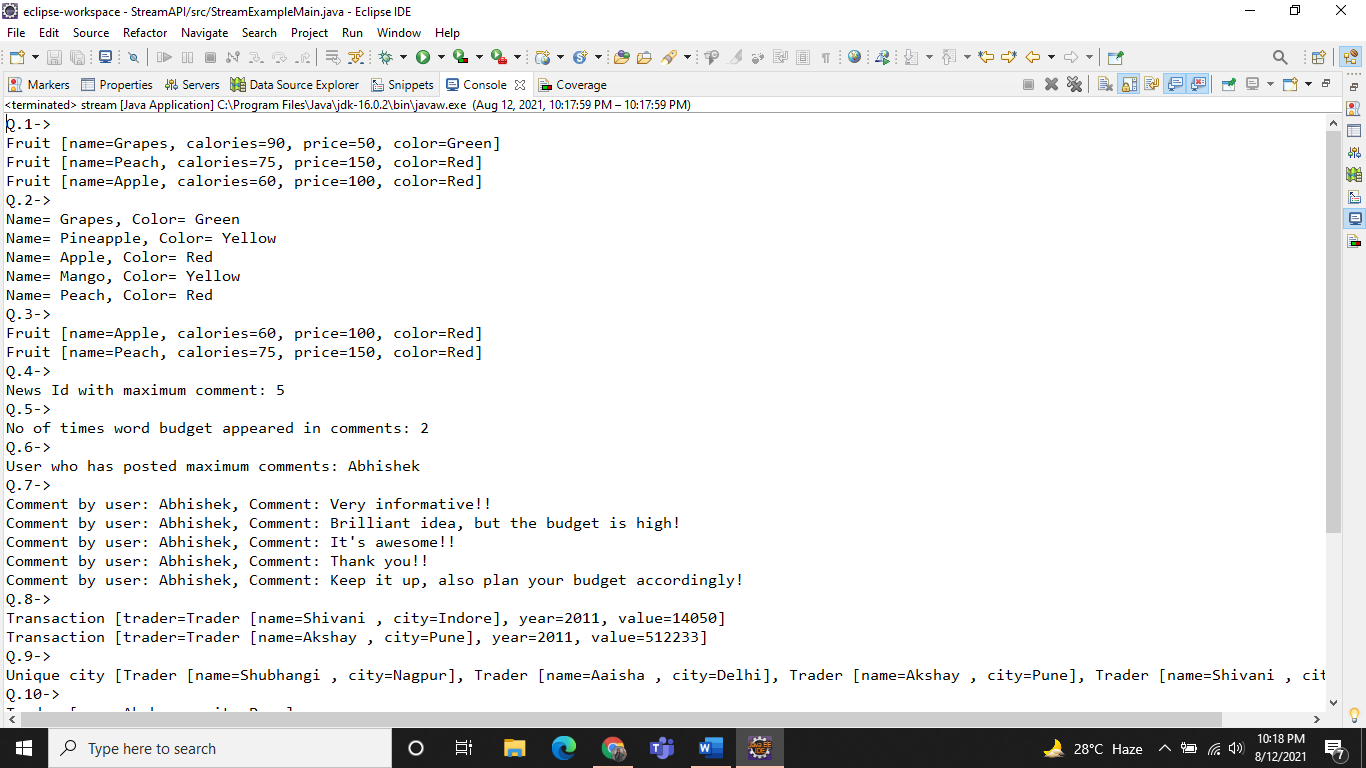 eclipse-workspace - StreamAPI/src/StreamExampleMain.java - Eclipse IDE
File Edit Source Refactor Navigate Search Project Run Window Help
Markers Properties Servers Data Source Explorer Snippets Console Coverage
<terminated> stream [Java Application] C:\Program Files\Java\jdk-16.0.2\bin\javaw.exe (Aug 12, 2021, 10:17:59 PM – 10:17:59 PM)
Q.1->
Fruit [name=Grapes, calories=90, price=50, color=Green]
Fruit [name=Peach, calories=75, price=150, color=Red]
Fruit [name=Apple, calories=60, price=100, color=Red]
Q.2->
Name= Grapes, Color= Green
Name= Pineapple, Color= Yellow
Name= Apple, Color= Red
Name= Mango, Color= Yellow
Name= Peach, Color= Red
Q.3->
Fruit [name=Apple, calories=60, price=100, color=Red]
Fruit [name=Peach, calories=75, price=150, color=Red]
Q.4->
News Id with maximum comment: 5
Q.5->
No of times word budget appeared in comments: 2
Q.6->
User who has posted maximum comments: Abhishek
Q.7->
Comment by user: Abhishek, Comment: Very informative!!
Comment by user: Abhishek, Comment: Brilliant idea, but the budget is high!
Comment by user: Abhishek, Comment: It's awesome!!
Comment by user: Abhishek, Comment: Thank you!!
Comment by user: Abhishek, Comment: Keep it up, also plan your budget accordingly!
Q.8->
Transaction [trader=Trader [name=Shivani , city=Indore], year=2011, value=14050]
Transaction [trader=Trader [name=Akshay , city=Pune], year=2011, value=512233]
Q.9->
Unique city [Trader [name=Shubhangi , city=Nagpur], Trader [name=Aaisha , city=Delhi], Trader [name=Akshay , city=Pune], Trader [name=Shivani , cit
Q.10->
Type here to search
28°C Haze
10:18 PM
8/12/2021
7